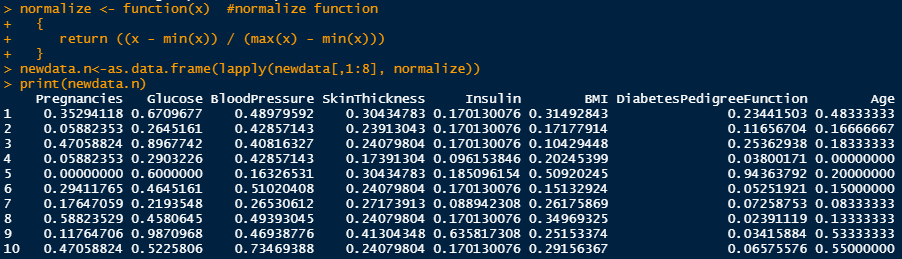 > normalize <- function(x)  #normalize function
+   {
+      return ((x - min(x)) / (max(x) - min(x)))
+   }
> newdata.n<-as.data.frame(lapply(newdata[,1:8], normalize))
> print(newdata.n)
   Pregnancies   Glucose BloodPressure SkinThickness     Insulin        BMI DiabetesPedigreeFunction        Age
1   0.35294118 0.6709677    0.48979592    0.30434783 0.170130076 0.31492843               0.23441503 0.48333333
2   0.05882353 0.2645161    0.42857143    0.23913043 0.170130076 0.17177914               0.11656704 0.16666667
3   0.47058824 0.8967742    0.40816327    0.24079804 0.170130076 0.10429448               0.25362938 0.18333333
4   0.05882353 0.2903226    0.42857143    0.17391304 0.096153846 0.20245399               0.03800171 0.00000000
5   0.00000000 0.6000000    0.16326531    0.30434783 0.185096154 0.50920245               0.94363792 0.20000000
6   0.29411765 0.4645161    0.51020408    0.24079804 0.170130076 0.15132924               0.05251921 0.15000000
7   0.17647059 0.2193548    0.26530612    0.27173913 0.088942308 0.26175869               0.07258753 0.08333333
8   0.58823529 0.4580645    0.49393045    0.24079804 0.170130076 0.34969325               0.02391119 0.13333333
9   0.11764706 0.9870968    0.46938776    0.41304348 0.635817308 0.25153374               0.03415884 0.53333333
10  0.47058824 0.5225806    0.73469388    0.24079804 0.170130076 0.29156367               0.06575576 0.55000000